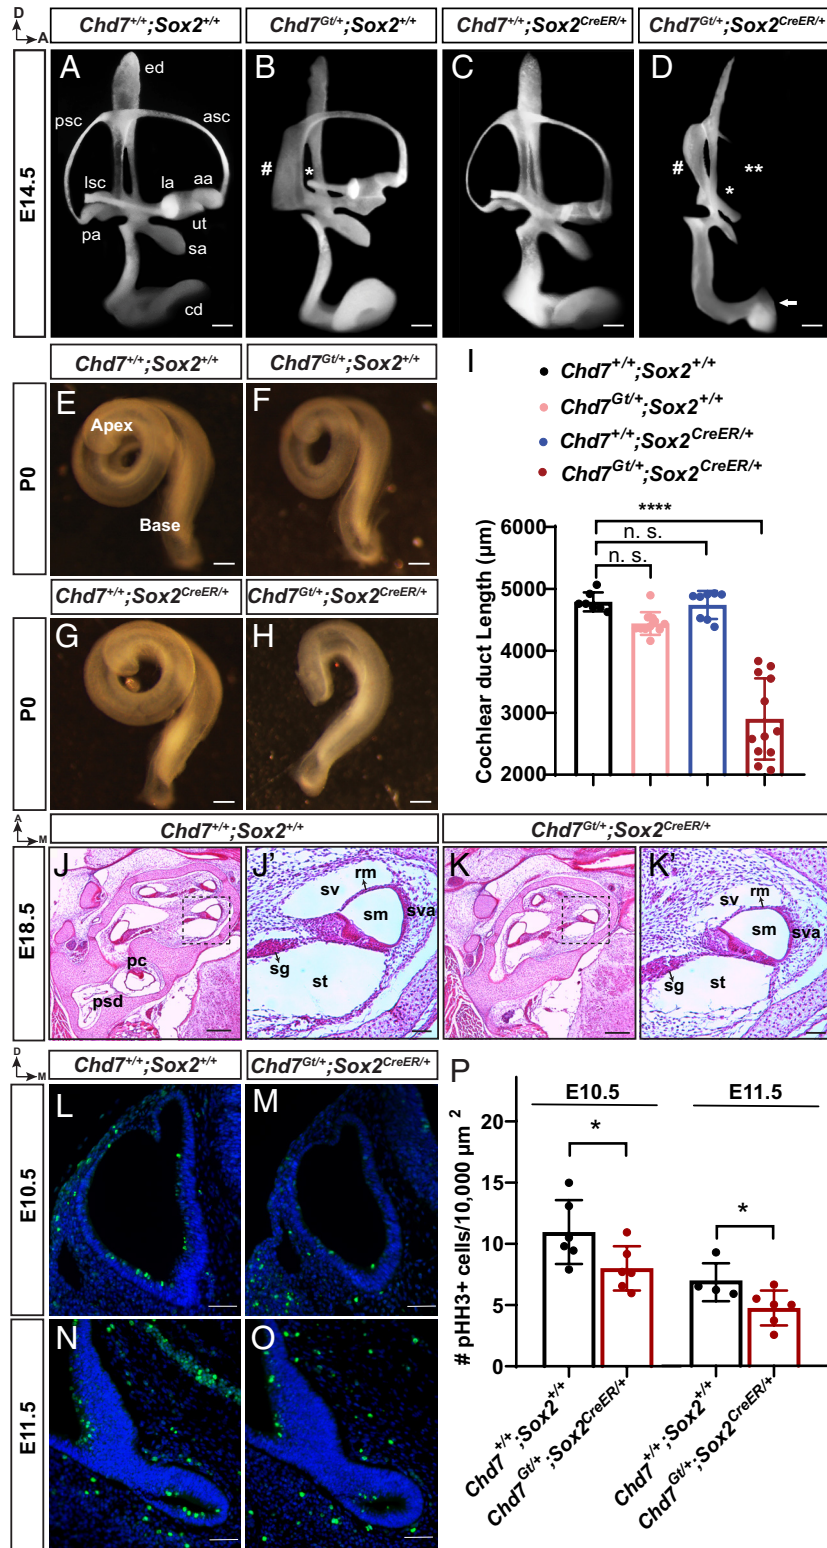 D
A
Chd7+/+;Sox2+/+
Chd7Gt/+;Sox2+/+
Chd7+/+;Sox2CreER/+
Chd7Gt/+;Sox2CreER/+
E14.5
A
ed
psc
asc
lsc
la
aa
pa
ut
sa
cd
B
#
*
C
D
#
**
*
Chd7+/+;Sox2+/+
Chd7Gt/+;Sox2+/+
P0
E
Apex
Base
F
Chd7+/+;Sox2CreER/+
Chd7Gt/+;Sox2CreER/+
P0
G
H
I
Chd7+/+;Sox2+/+
Chd7Gt/+;Sox2+/+
Chd7+/+;Sox2CreER/+
Chd7Gt/+;Sox2CreER/+
Cochlear duct Length (µm)
6000
5000
4000
3000
2000
****
n. s.
n. s.
A
M
Chd7+/+;Sox2+/+
Chd7Gt/+;Sox2CreER/+
E18.5
J
pc
psd
J'
rm
sv
sm
sva
sg
st
K
K'
rm
sv
sm
sva
sg
st
D
M
Chd7+/+;Sox2+/+
Chd7Gt/+;Sox2CreER/+
E10.5
L
M
E11.5
N
O
P
E10.5
E11.5
# pHH3+ cells/10,000 µm 2
20
15
10
5
0
*
*
Chd7+/+;Sox2+/+
Chd7Gt/+;Sox2CreER/+
Chd7+/+;Sox2+/+
Chd7Gt/+;Sox2CreER/+